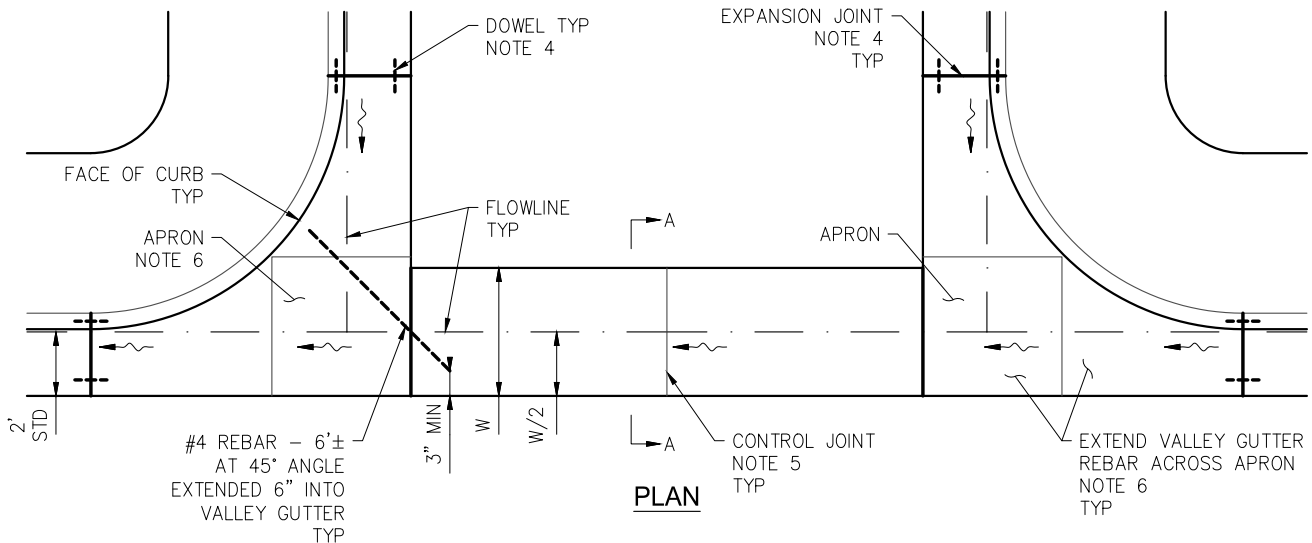 DOWEL TYP
NOTE 4
EXPANSION JOINT
NOTE 4
TYP
FACE OF CURB
TYP
APRON
NOTE 6
FLOWLINE
TYP
A
APRON
2'
STD
#4 REBAR – 6'±
AT 45° ANGLE
EXTENDED 6" INTO
VALLEY GUTTER
TYP
3" MIN
W
W/2
A
CONTROL JOINT
NOTE 5
TYP
EXTEND VALLEY GUTTER
REBAR ACROSS APRON
NOTE 6
TYP
PLAN